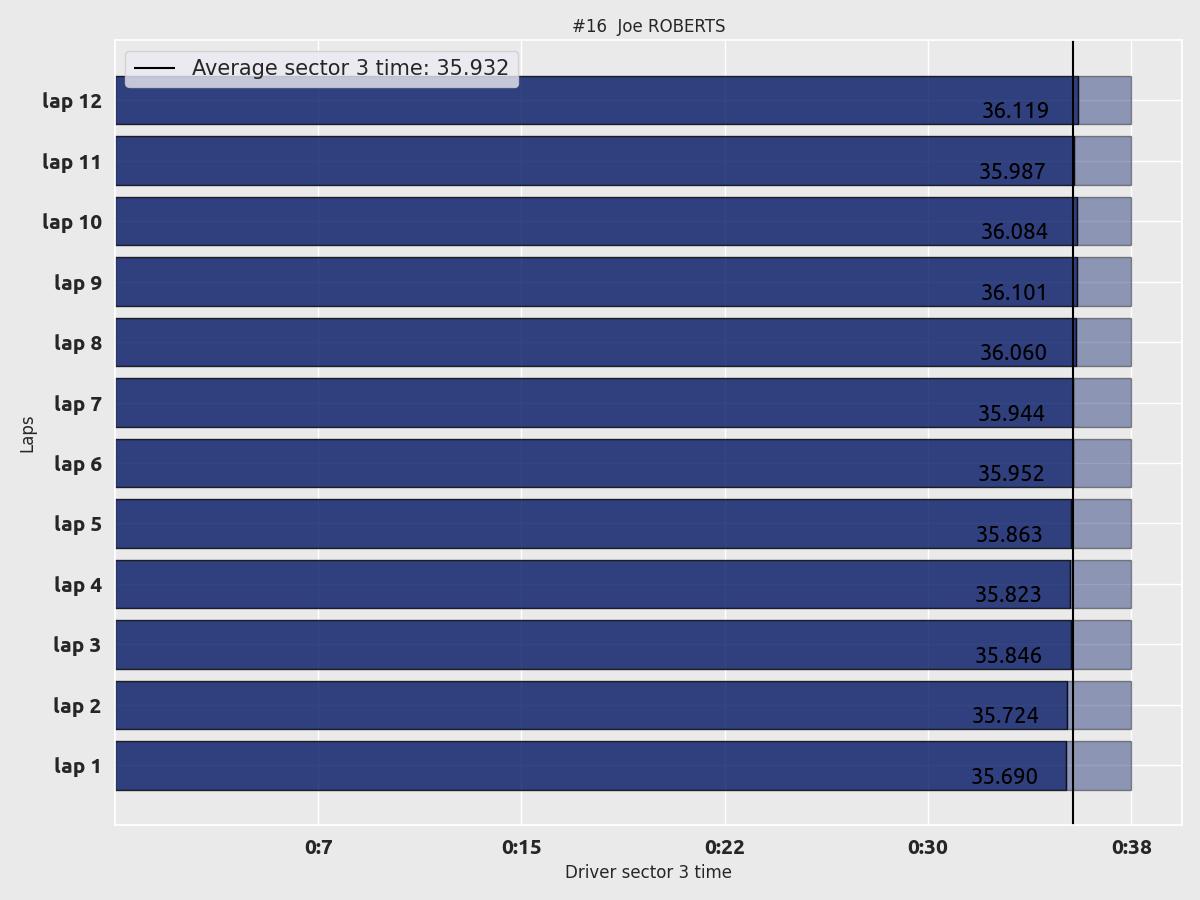 #16  Joe ROBERTS
Average sector 3 time: 35.932
lap 12 36.119
lap 11 35.987
lap 10 36.084
lap 9 36.101
lap 8 36.060
lap 7 35.944
lap 6 35.952
lap 5 35.863
lap 4 35.823
lap 3 35.846
lap 2 35.724
lap 1 35.690
Laps
0:7 0:15 0:22 0:30 0:38
Driver sector 3 time